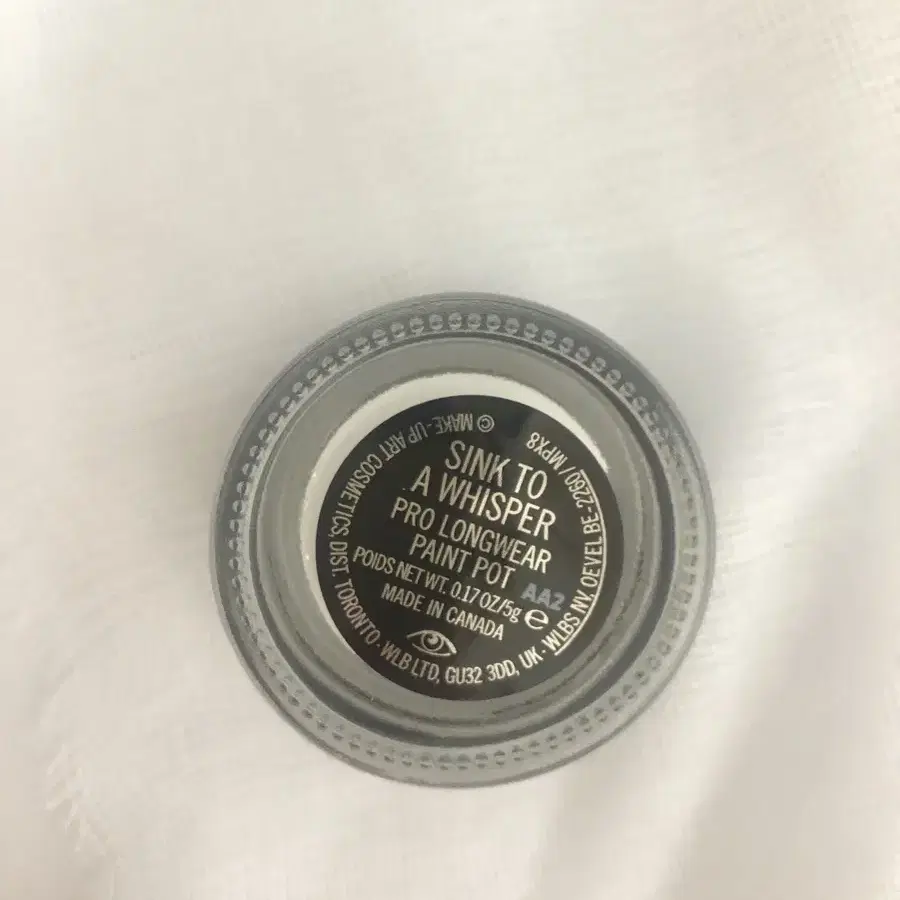 SINK TO
A WHISPER
PRO LONGWEAR
PAINT POT
AA2
POIDS NET WT. 0.17 OZ/5g ℮
MADE IN CANADA
© MAKE-UP ART COSMETICS, DIST. TORONTO · WLB LTD, GU32 3DD, UK · WLBS NV. OEVEL BE-2260 / MPX8